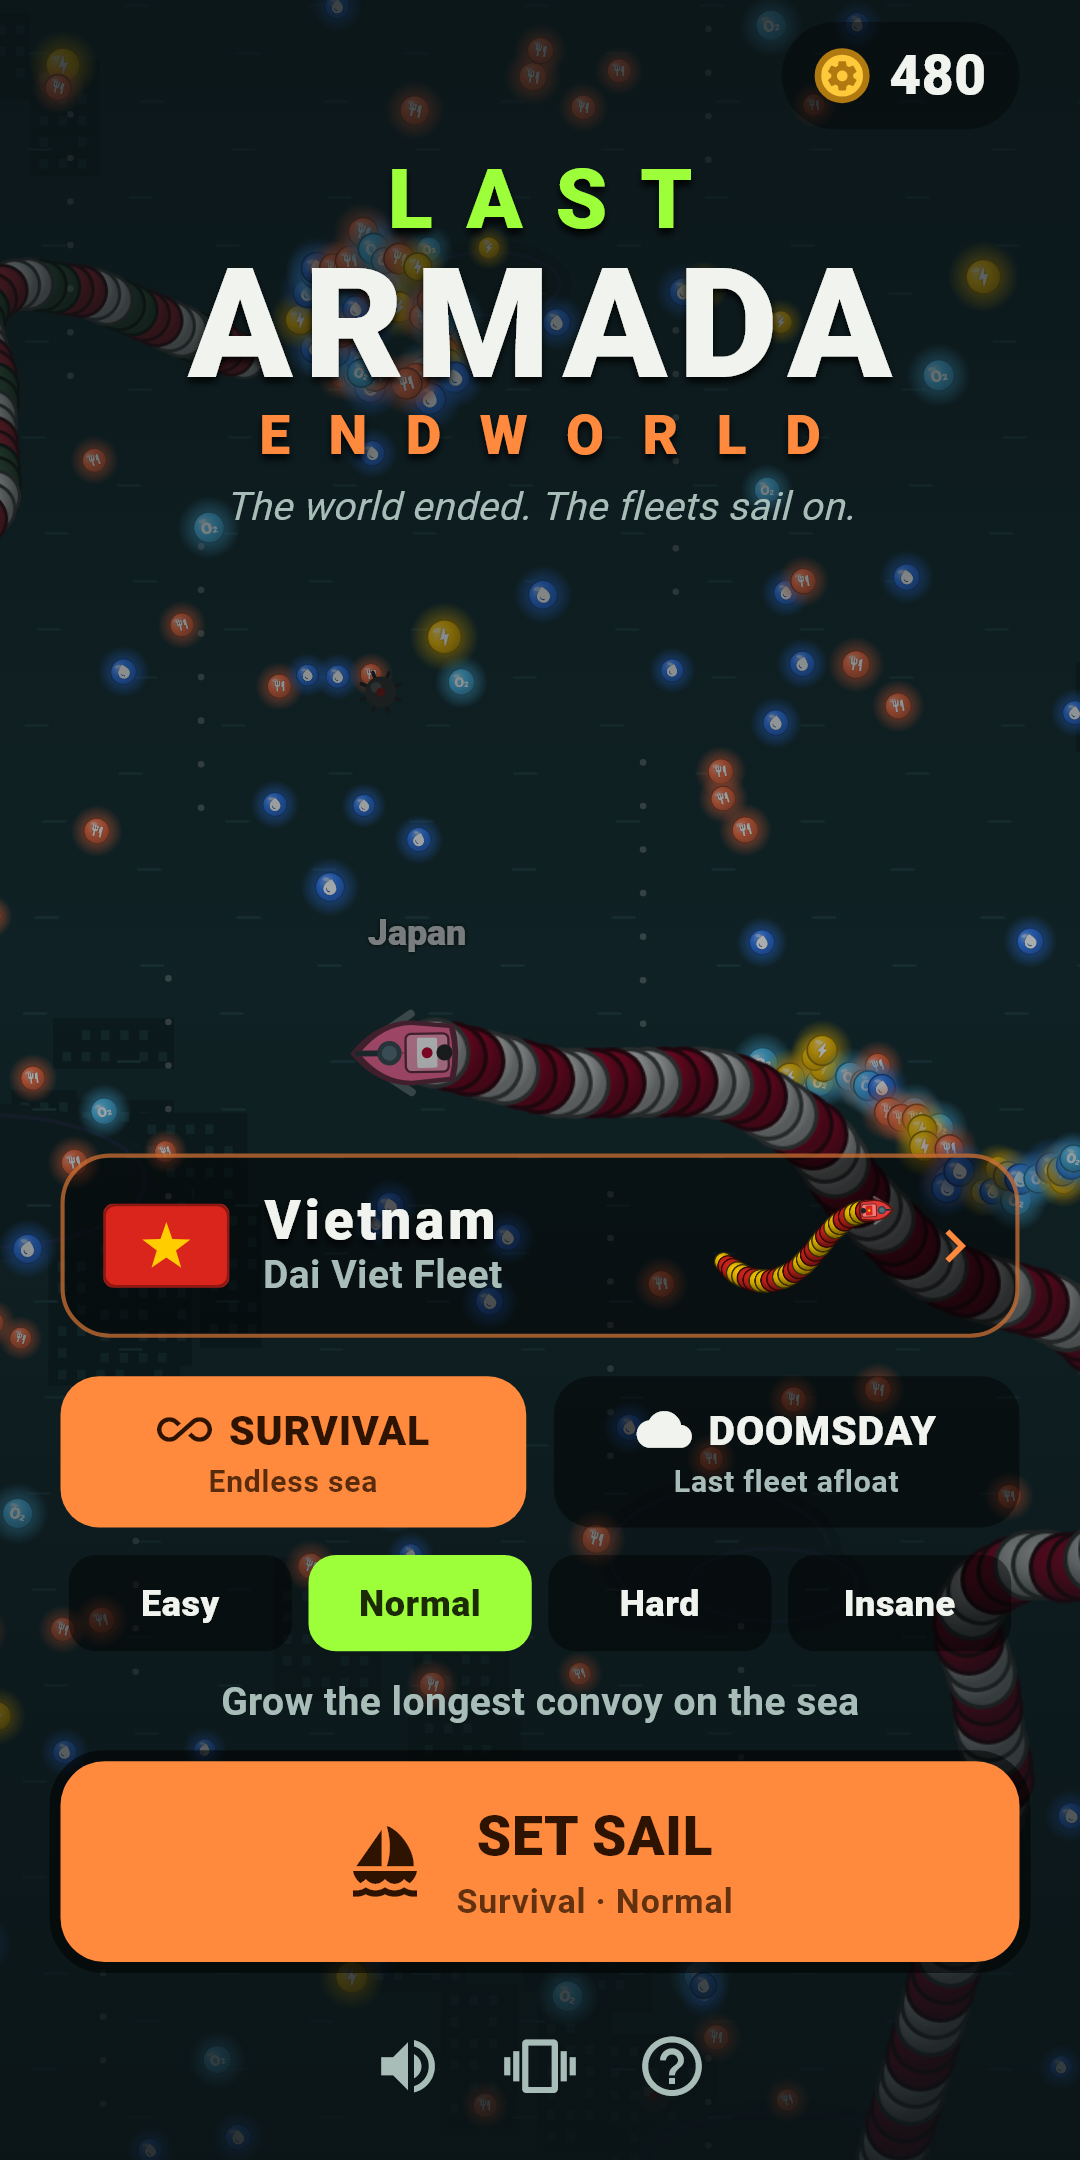 480
LAST
ARMADA
ENDWORLD
The world ended. The fleets sail on.
Japan
Vietnam
Dai Viet Fleet
SURVIVAL
Endless sea
DOOMSDAY
Last fleet afloat
Easy
Normal
Hard
Insane
Grow the longest convoy on the sea
SET SAIL
Survival · Normal